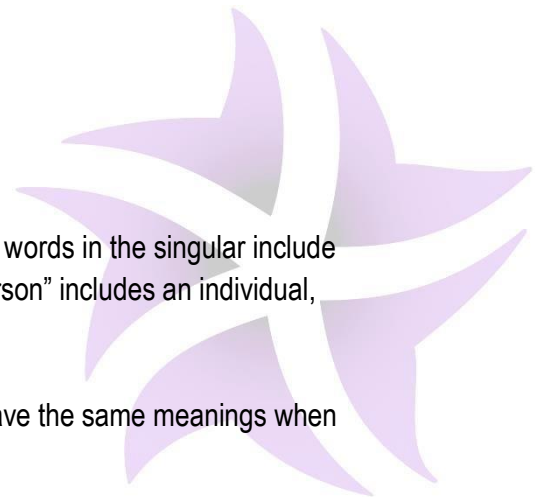 words in the singular include
rson” includes an individual,
ave the same meanings when